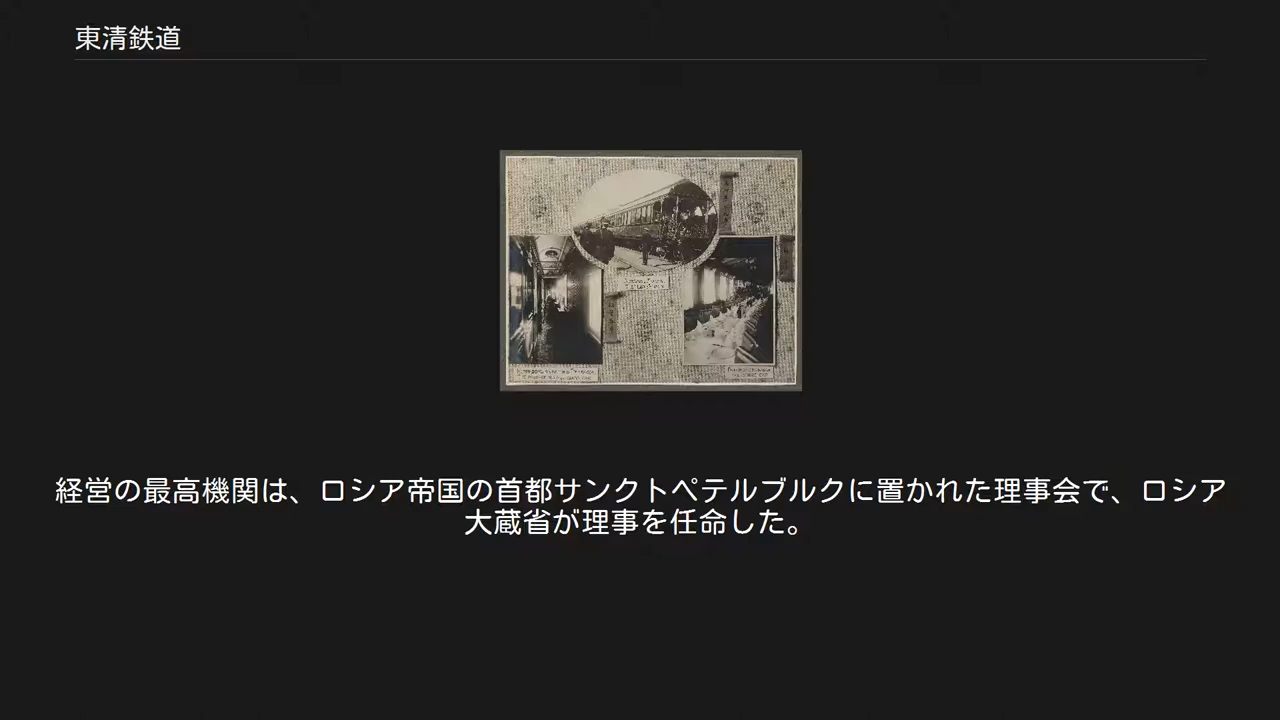 東清鉄道
経営の最高機関は、ロシア帝国の首都サンクトペテルブルクに置かれた理事会で、ロシア
大蔵省が理事を任命した。